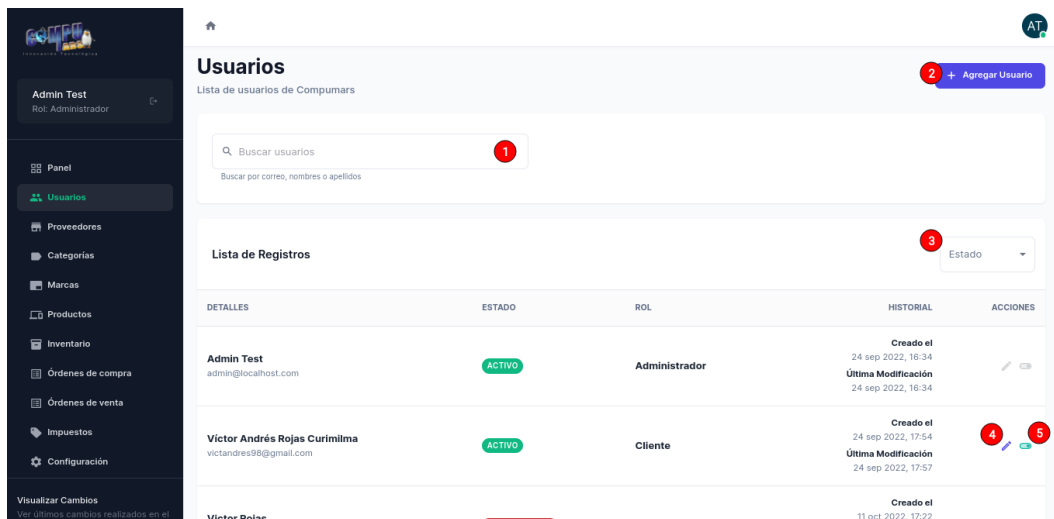 COMPU
Innovación Tecnológica
AT
Admin Test
Rol: Administrador
Panel
Usuarios
Proveedores
Categorías
Marcas
Productos
Inventario
Órdenes de compra
Órdenes de venta
Impuestos
Configuración
Visualizar Cambios
Ver últimos cambios realizados en el
Usuarios
Lista de usuarios de Compumars
2
Agregar Usuario
Buscar usuarios
1
Buscar por correo, nombres o apellidos
Lista de Registros
3
Estado
DETALLES ESTADO ROL HISTORIAL ACCIONES
Admin Test
admin@localhost.com
ACTIVO
Administrador
Creado el
24 sep 2022, 16:34
Última Modificación
24 sep 2022, 16:34
Víctor Andrés Rojas Curimilma
victandres98@gmail.com
ACTIVO
Cliente
Creado el
24 sep 2022, 17:54
Última Modificación
24 sep 2022, 17:57
4
5
Victor Rojas
Creado el
11 oct 2022, 17:22